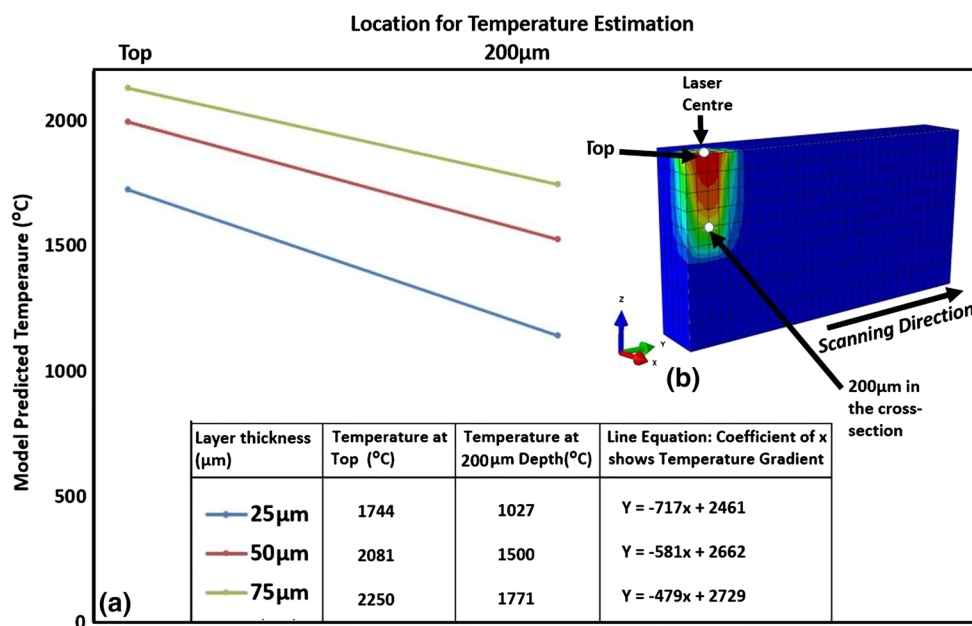 Location for Temperature Estimation
Top 200µm
Model Predicted Temperaure (°C)
2000
1500
1000
500
0
(a)
Laser
Centre
Top
Scanning Direction
Z
Y
X
(b)
200µm in
the cross-
section
Layer thickness
(µm)
Temperature at
Top (°C)
Temperature at
200µm Depth(°C)
Line Equation: Coefficient of x
shows Temperature Gradient
25µm 1744 1027 Y = -717x + 2461
50µm 2081 1500 Y = -581x + 2662
75µm 2250 1771 Y = -479x + 2729